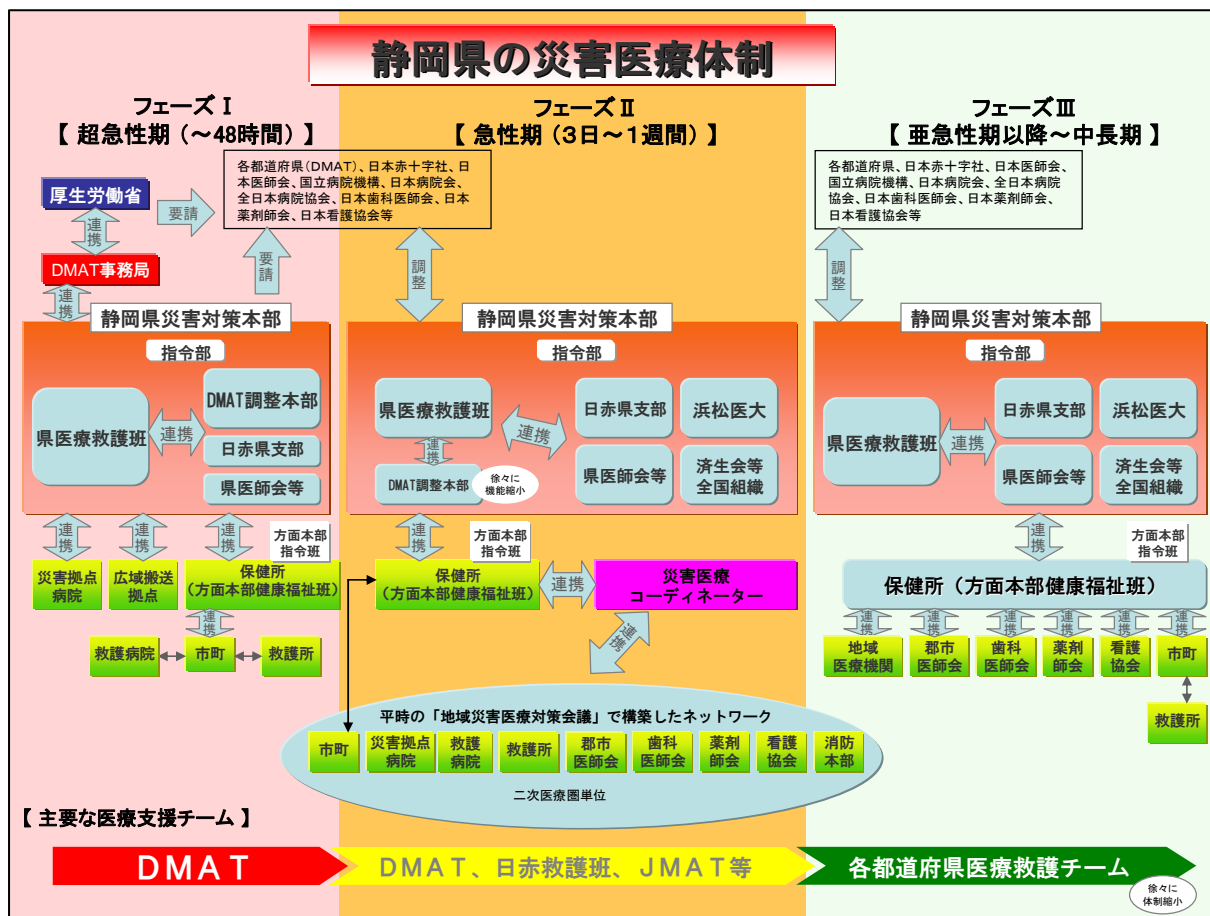 静岡県の災害医療体制
フェーズⅠ
【 超急性期（～48時間）】
各都道府県（DMAT）、日本赤十字社、日
本医師会、国立病院機構、日本病院会、
全日本病院協会、日本歯科医師会、日本
薬剤師会、日本看護協会等
厚生労働省
要請
連携
DMAT事務局
要請
連携
静岡県災害対策本部
指令部
県医療救護班
連携
DMAT調整本部
日赤県支部
県医師会等
連携
連携
連携
方面本部
指令班
災害拠点
病院
広域搬送
拠点
保健所
（方面本部健康福祉班）
連携
救護病院
市町
救護所
フェーズⅡ
【 急性期（３日～１週間）】
調整
静岡県災害対策本部
指令部
県医療救護班
連携
連携
DMAT調整本部
徐々に
機能縮小
日赤県支部
浜松医大
県医師会等
済生会等
全国組織
連携
方面本部
指令班
保健所
（方面本部健康福祉班）
連携
災害医療
コーディネーター
連携
平時の「地域災害医療対策会議」で構築したネットワーク
市町
災害拠点
病院
救護
病院
救護所
郡市
医師会
歯科
医師会
薬剤
師会
看護
協会
消防
本部
二次医療圏単位
フェーズⅢ
【 亜急性期以降～中長期 】
各都道府県、日本赤十字社、日本医師会、
国立病院機構、日本病院会、全日本病院
協会、日本歯科医師会、日本薬剤師会、
日本看護協会等
調整
静岡県災害対策本部
指令部
県医療救護班
連携
日赤県支部
浜松医大
県医師会等
済生会等
全国組織
連携
方面本部
指令班
保健所（方面本部健康福祉班）
連携
連携
連携
連携
連携
連携
地域
医療機関
郡市
医師会
歯科
医師会
薬剤
師会
看護
協会
市町
救護所
【 主要な医療支援チーム 】
ＤＭＡＴ
ＤＭＡＴ、日赤救護班、ＪＭＡＴ等
各都道府県医療救護チーム
徐々に
体制縮小